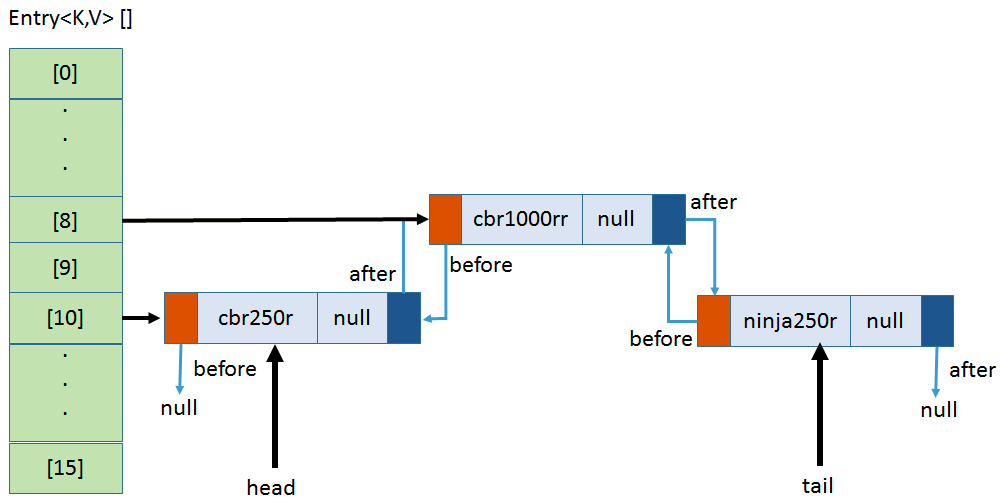 Entry<K,V> []
[0]
.
.
.
[8]
[9]
[10]
.
.
.
[15]
cbr1000rr null
after
before
after
cbr250r null
before
null
head
ninja250r null
before
after
null
tail